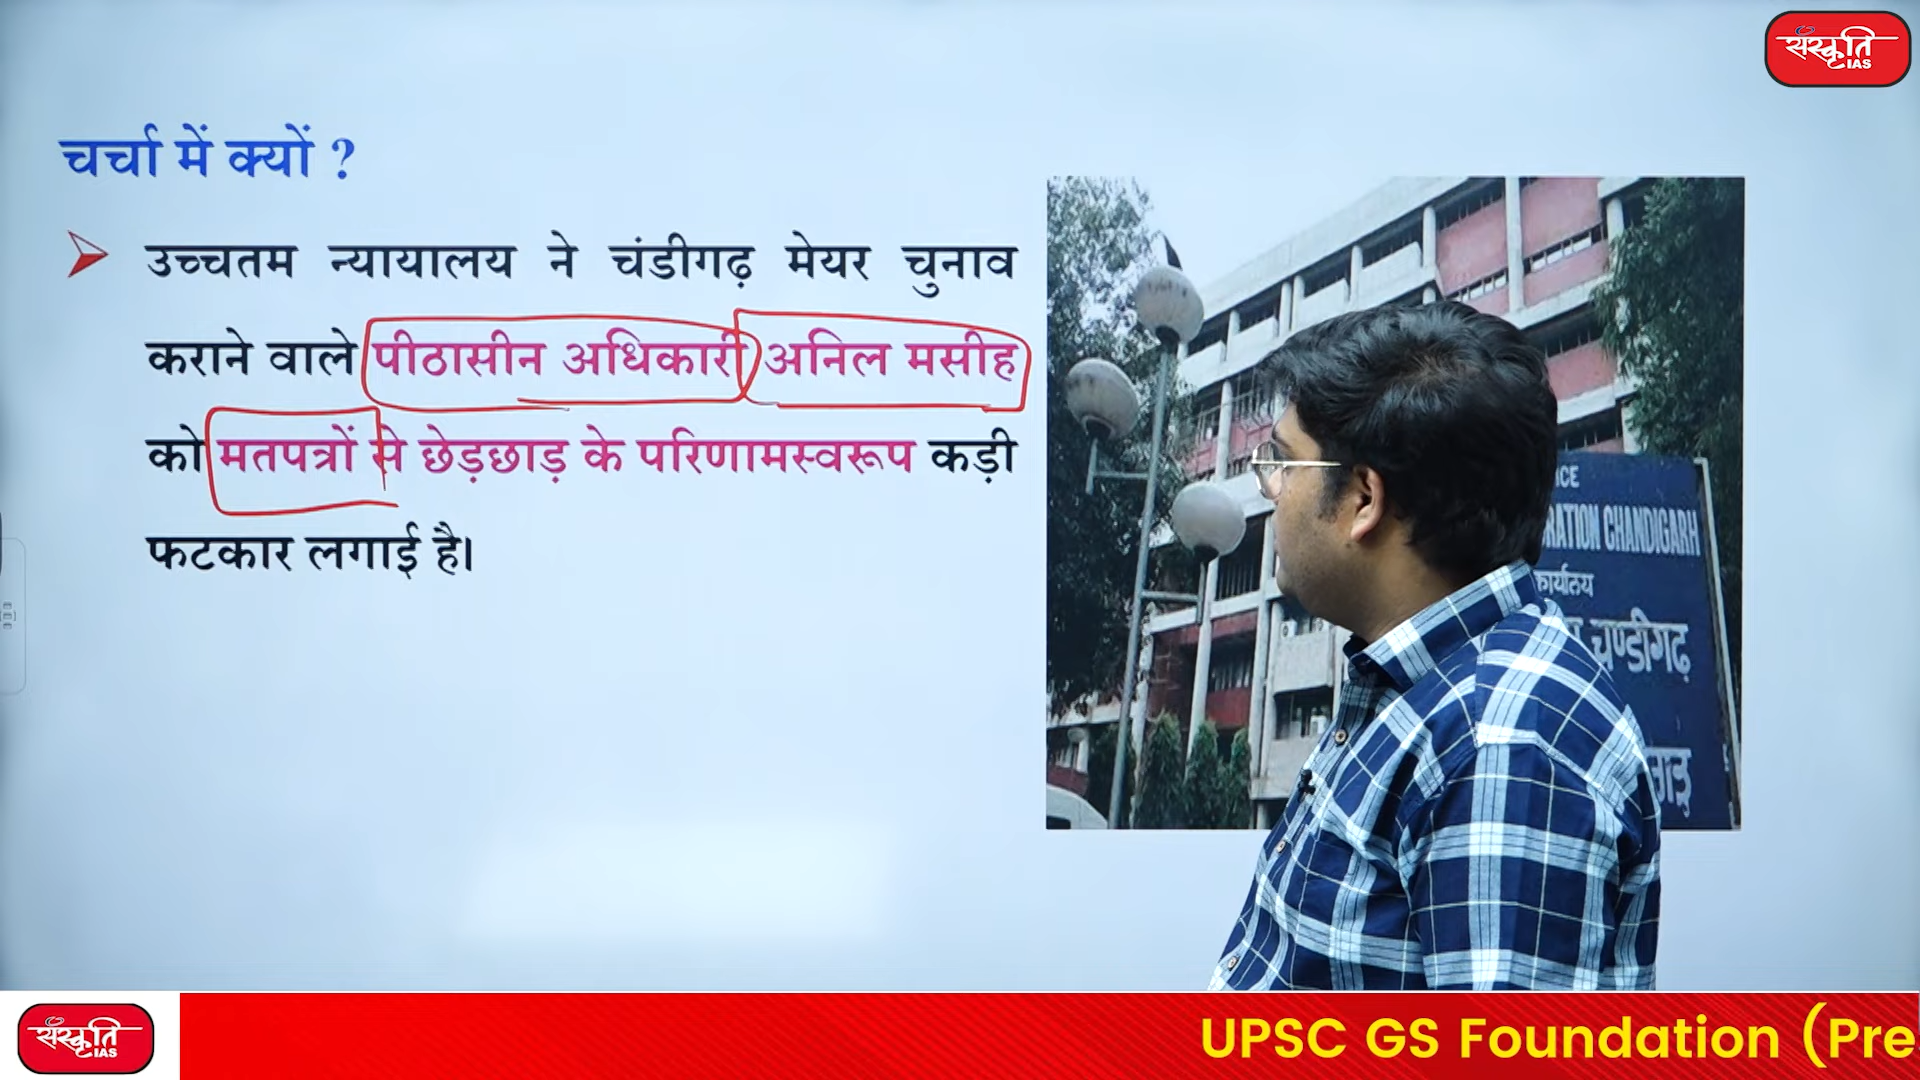 संस्कृति
IAS
चर्चा में क्यों ?
उच्चतम न्यायालय ने चंडीगढ़ मेयर चुनाव
कराने वाले पीठासीन अधिकारी अनिल मसीह
को मतपत्रों से छेड़छाड़ के परिणामस्वरूप कड़ी
फटकार लगाई है।
CHANDIGARH
कार्यालय
चण्डीगढ़
संस्कृति
IAS
UPSC GS Foundation (Pre